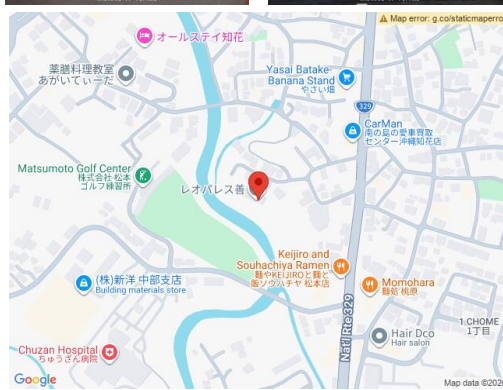 Map error: g.co/staticmaperro
オールステイ知花
薬膳料理教室
あがいてぃーだ
Yasai Batake-
Banana Stand
やさい畑
329
CarMan
南の島の愛車買取
センター沖縄知花店
Matsumoto Golf Center
株式会社 松本
ゴルフ練習所
レオパレス善
Keijiro and
Souhachiya Ramen
麺やKEIJIROと麺と
飯ソウハチヤ 松本店
(株)新洋 中部支店
Building materials store
Momohara
麺処 桃原
Nat'l Rte 329
Hair Dco
Hair salon
1 CHOME
1丁目
Chuzan Hospital
ちゅうざん病院
Google
Map data ©202